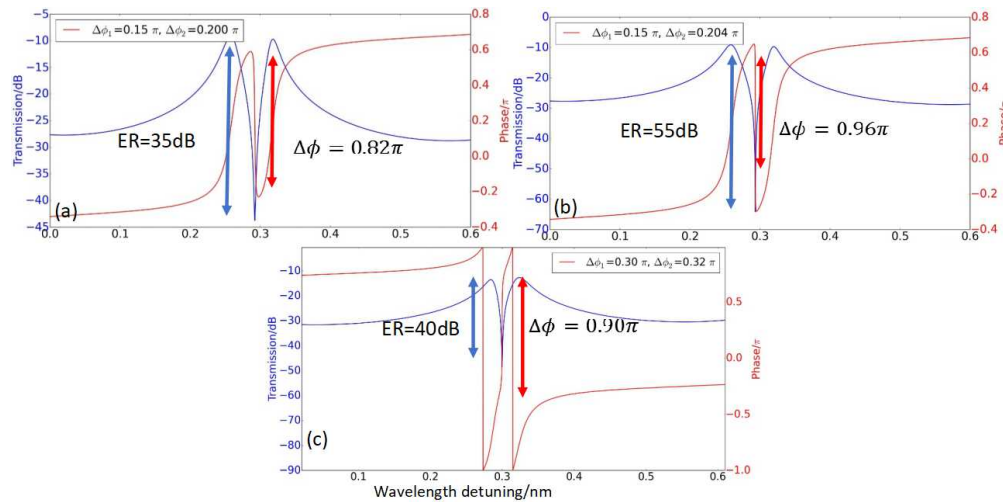 Δϕ₁=0.15 π, Δϕ₂=0.200 π
Transmission/dB
−5
−10
−15
−20
−25
−30
−35
−40
−45
0.8
0.6
0.4
0.2
0.0
−0.2
−0.4
Phase/π
ER=35dB
Δϕ = 0.82π
(a)
0.0 0.1 0.2 0.3 0.4 0.5 0.6
Δϕ₁=0.15 π, Δϕ₂=0.204 π
Transmission/dB
0
−10
−20
−30
−40
−50
−60
−70
0.8
0.6
0.4
0.2
0.0
−0.2
−0.4
Phase/π
ER=55dB
Δϕ = 0.96π
(b)
0.0 0.1 0.2 0.3 0.4 0.5 0.6
Δϕ₁=0.30 π, Δϕ₂=0.32 π
Transmission/dB
−10
−20
−30
−40
−50
−60
−70
−80
−90
0.5
0.0
−0.5
−1.0
Phase/π
ER=40dB
Δϕ = 0.90π
(c)
0.1 0.2 0.3 0.4 0.5 0.6
Wavelength detuning/nm